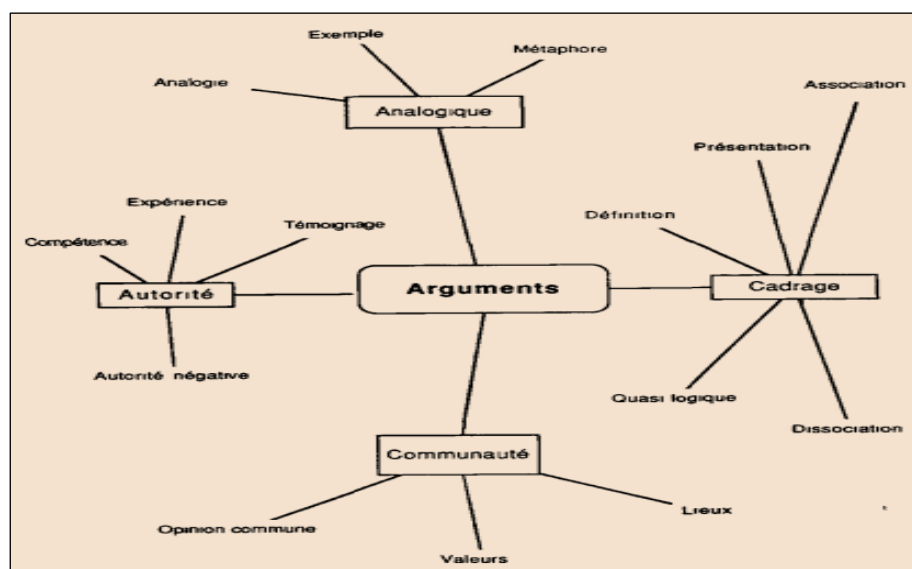 Exemple
Métaphore
Analogie
Analogique
Association
Présentation
Définition
Expérience
Témoignage
Compétence
Autorité
Arguments
Cadrage
Autorité négative
Quasi logique
Dissociation
Communauté
Opinion commune
Valeurs
Lieux